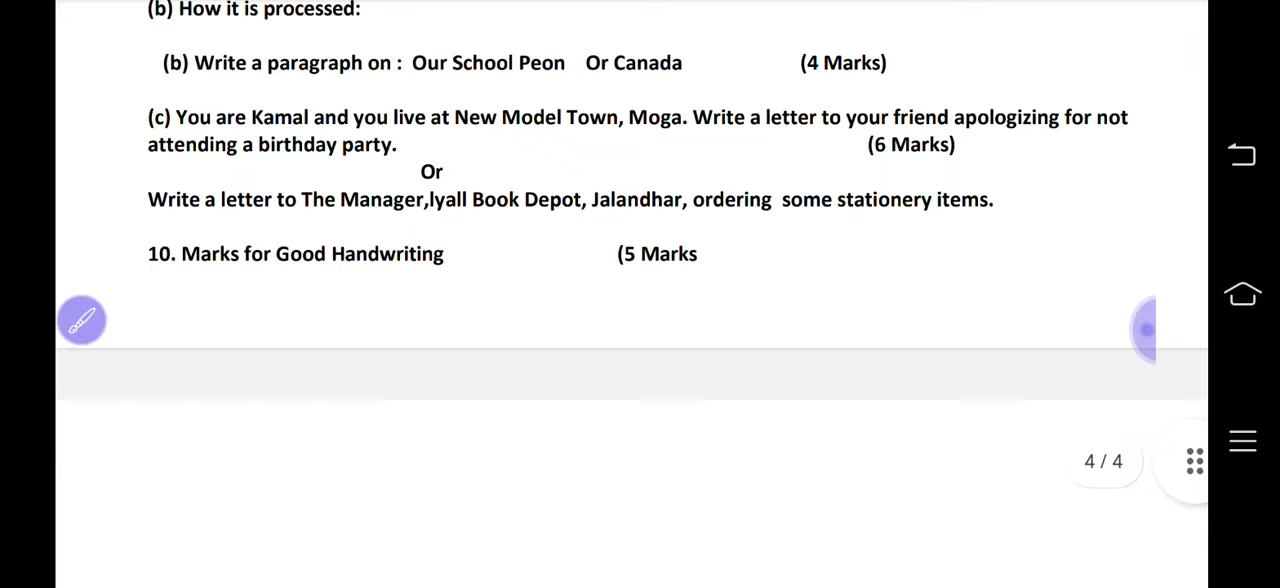 (b) How it is processed:
(b) Write a paragraph on : Our School Peon Or Canada (4 Marks)
(c) You are Kamal and you live at New Model Town, Moga. Write a letter to your friend apologizing for not
attending a birthday party. (6 Marks)
Or
Write a letter to The Manager,lyall Book Depot, Jalandhar, ordering some stationery items.
10. Marks for Good Handwriting (5 Marks
4 / 4